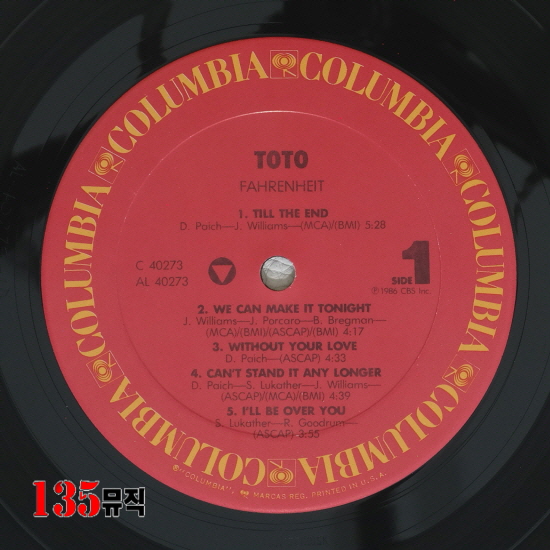 COLUMBIA COLUMBIA COLUMBIA COLUMBIA COLUMBIA COLUMBIA
TOTO
FAHRENHEIT
1. TILL THE END
D. Paich—J. Williams—(MCA)/(BMI) 5:28
C 40273
AL 40273
SIDE 1
Ⓟ1986 CBS Inc.
2. WE CAN MAKE IT TONIGHT
J. Williams—J. Porcaro—B. Bregman—
(MCA)/(BMI)/(ASCAP)/(BMI) 4:17
3. WITHOUT YOUR LOVE
D. Paich—(ASCAP) 4:33
4. CAN'T STAND IT ANY LONGER
D. Paich—S. Lukather—J. Williams—
(ASCAP)/(MCA)/(BMI) 4:39
5. I'LL BE OVER YOU
S. Lukather—R. Goodrum—
(ASCAP) 3:55
®"COLUMBIA", MARCAS REG. PRINTED IN U.S.A.
135뮤직